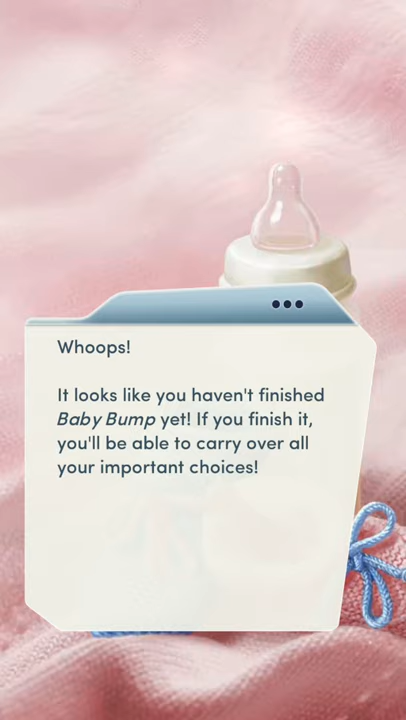 Whoops!
It looks like you haven't finished
Baby Bump yet! If you finish it,
you'll be able to carry over all
your important choices!